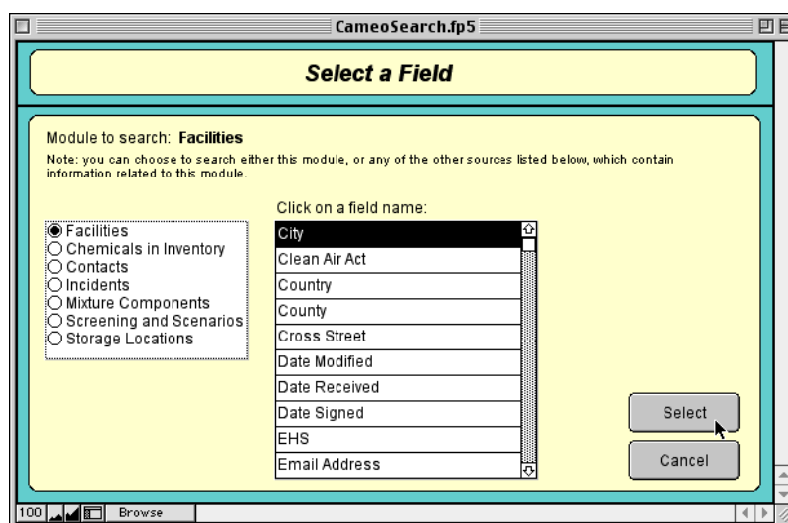 CameoSearch.fp5
Select a Field
Module to search: Facilities
Note: you can choose to search either this module, or any of the other sources listed below, which contain
information related to this module.
Click on a field name:
Facilities
Chemicals in Inventory
Contacts
Incidents
Mixture Components
Screening and Scenarios
Storage Locations
City
Clean Air Act
Country
County
Cross Street
Date Modified
Date Received
Date Signed
EHS
Email Address
Select
Cancel
100 Browse